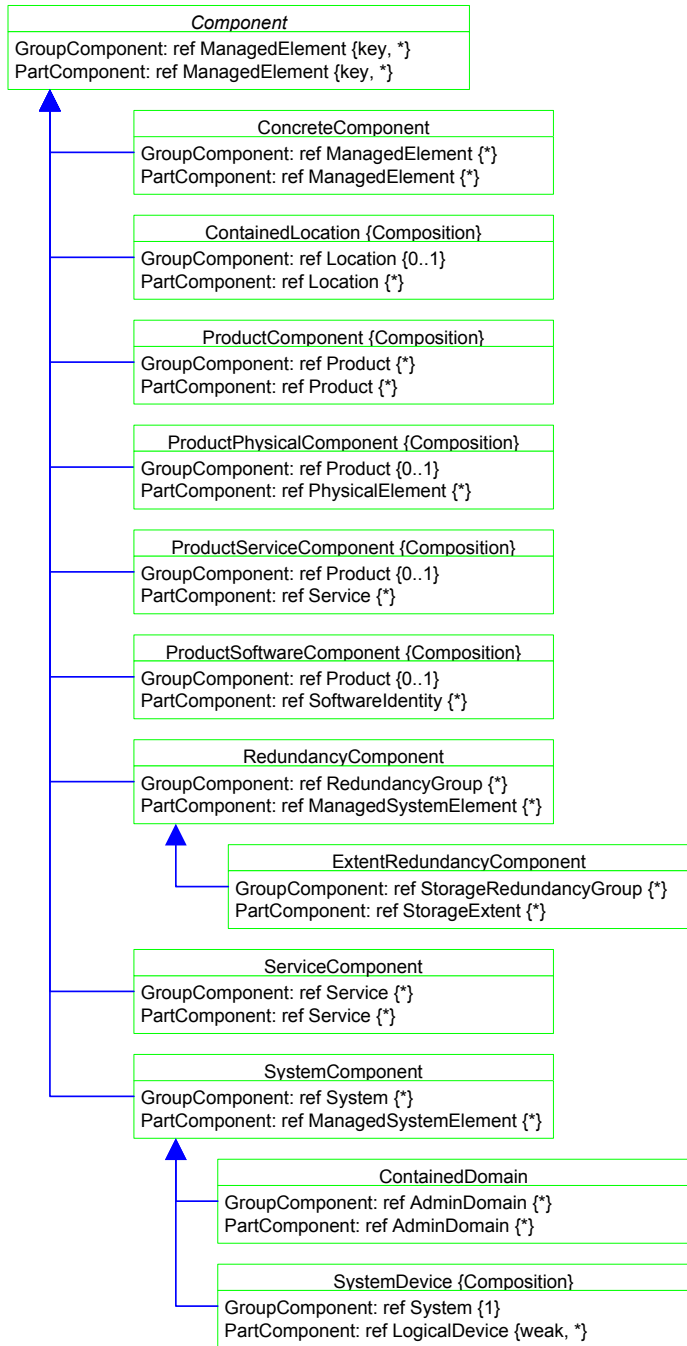 Component
GroupComponent: ref ManagedElement {key, *}
PartComponent: ref ManagedElement {key, *}
ConcreteComponent
GroupComponent: ref ManagedElement {*}
PartComponent: ref ManagedElement {*}
ContainedLocation {Composition}
GroupComponent: ref Location {0..1}
PartComponent: ref Location {*}
ProductComponent {Composition}
GroupComponent: ref Product {*}
PartComponent: ref Product {*}
ProductPhysicalComponent {Composition}
GroupComponent: ref Product {0..1}
PartComponent: ref PhysicalElement {*}
ProductServiceComponent {Composition}
GroupComponent: ref Product {0..1}
PartComponent: ref Service {*}
ProductSoftwareComponent {Composition}
GroupComponent: ref Product {0..1}
PartComponent: ref SoftwareIdentity {*}
RedundancyComponent
GroupComponent: ref RedundancyGroup {*}
PartComponent: ref ManagedSystemElement {*}
ExtentRedundancyComponent
GroupComponent: ref StorageRedundancyGroup {*}
PartComponent: ref StorageExtent {*}
ServiceComponent
GroupComponent: ref Service {*}
PartComponent: ref Service {*}
SystemComponent
GroupComponent: ref System {*}
PartComponent: ref ManagedSystemElement {*}
ContainedDomain
GroupComponent: ref AdminDomain {*}
PartComponent: ref AdminDomain {*}
SystemDevice {Composition}
GroupComponent: ref System {1}
PartComponent: ref LogicalDevice {weak, *}